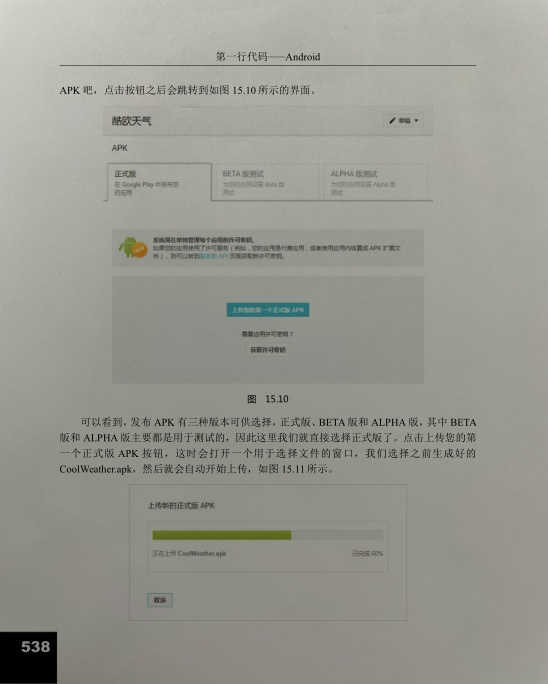 第一行代码——Android
APK 吧，点击按钮之后会跳转到如图 15.10 所示的界面。
酷欧天气
草稿
APK
正式版
在 Google Play 中发布您
的应用
BETA 版测试
为您的应用设置 Beta 版
测试
ALPHA 版测试
为您的应用设置 Alpha 版
测试
系统现在单独管理每个应用的许可密钥。
如果您的应用使用了许可服务（例如，您的应用是付费应用，或者使用应用内结算或 APK 扩展文
件），则可以转到服务和 API 页面获取新许可密钥。
上传您的第一个正式版 APK
需要应用许可密钥？
获取许可密钥
图 15.10
可以看到，发布 APK 有三种版本可供选择，正式版、BETA 版和 ALPHA 版，其中 BETA
版和 ALPHA 版主要都是用于测试的，因此这里我们就直接选择正式版了。点击上传您的第
一个正式版 APK 按钮，这时会打开一个用于选择文件的窗口，我们选择之前生成好的
CoolWeather.apk，然后就会自动开始上传，如图 15.11 所示。
上传新的正式版 APK
正在上传 CoolWeather.apk
已完成 60%
取消
538